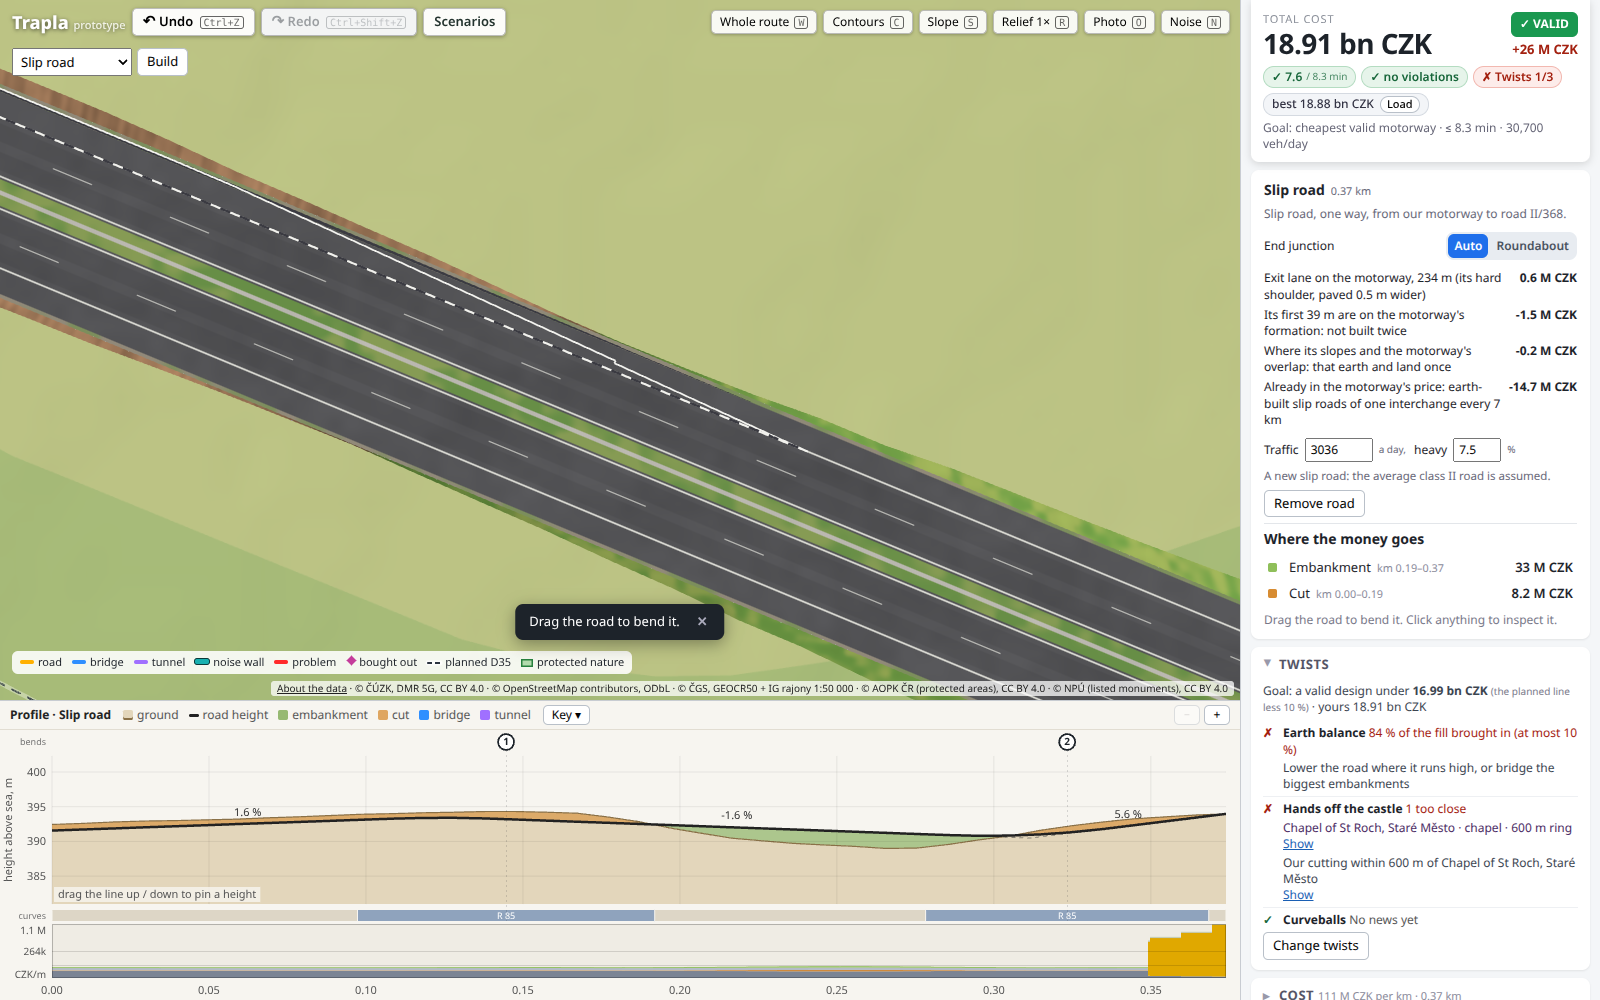 Trapla prototype
↶ Undo Ctrl+Z
↷ Redo Ctrl+Shift+Z
Scenarios
Whole route W
Contours C
Slope S
Relief 1× R
Photo O
Noise N
Slip road
Build
Drag the road to bend it. ✕
road
bridge
tunnel
noise wall
problem
bought out
planned D35
protected nature
About the data · © ČÚZK, DMR 5G, CC BY 4.0 · © OpenStreetMap contributors, ODbL · © ČGS, GEOCR50 + IG rajony 1:50 000 · © AOPK ČR (protected areas), CC BY 4.0 · © NPÚ (listed monuments), CC BY 4.0
Profile · Slip road
ground
road height
embankment
cut
bridge
tunnel
Key ▾
−
+
bends
1
2
height above sea, m
400
395
390
385
1.6 %
-1.6 %
5.6 %
drag the line up / down to pin a height
curves
R 85
R 85
1.1 M
264k
CZK/m
0.00
0.05
0.10
0.15
0.20
0.25
0.30
0.35
TOTAL COST
✓ VALID
18.91 bn CZK
+26 M CZK
✓ 7.6 / 8.3 min
✓ no violations
✗ Twists 1/3
best 18.88 bn CZK Load
Goal: cheapest valid motorway · ≤ 8.3 min · 30,700
veh/day
Slip road 0.37 km
Slip road, one way, from our motorway to road II/368.
End junction
Auto
Roundabout
Exit lane on the motorway, 234 m (its hard
shoulder, paved 0.5 m wider)
0.6 M CZK
Its first 39 m are on the motorway's
formation: not built twice
-1.5 M CZK
Where its slopes and the motorway's
overlap: that earth and land once
-0.2 M CZK
Already in the motorway's price: earth-
built slip roads of one interchange every 7
km
-14.7 M CZK
Traffic 3036 a day, heavy 7.5 %
A new slip road: the average class II road is assumed.
Remove road
Where the money goes
Embankment km 0.19–0.37 33 M CZK
Cut km 0.00–0.19 8.2 M CZK
Drag the road to bend it. Click anything to inspect it.
▼ TWISTS
Goal: a valid design under 16.99 bn CZK (the planned line
less 10 %) · yours 18.91 bn CZK
✗ Earth balance 84 % of the fill brought in (at most 10
%)
Lower the road where it runs high, or bridge the
biggest embankments
✗ Hands off the castle 1 too close
Chapel of St Roch, Staré Město · chapel · 600 m ring
Show
Our cutting within 600 m of Chapel of St Roch, Staré
Město
Show
✓ Curveballs No news yet
Change twists
▶ COST 111 M CZK per km · 0.37 km